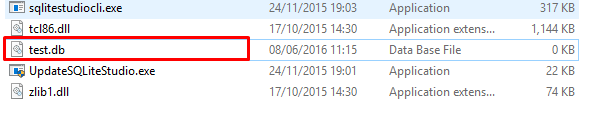 sqlitestudiocli.exe 24/11/2015 19:03 Application 317 KB
tcl86.dll 17/10/2015 14:30 Application extens... 1,144 KB
test.db 08/06/2016 11:15 Data Base File 0 KB
UpdateSQLiteStudio.exe 24/11/2015 19:01 Application 22 KB
zlib1.dll 17/10/2015 14:30 Application extens... 74 KB